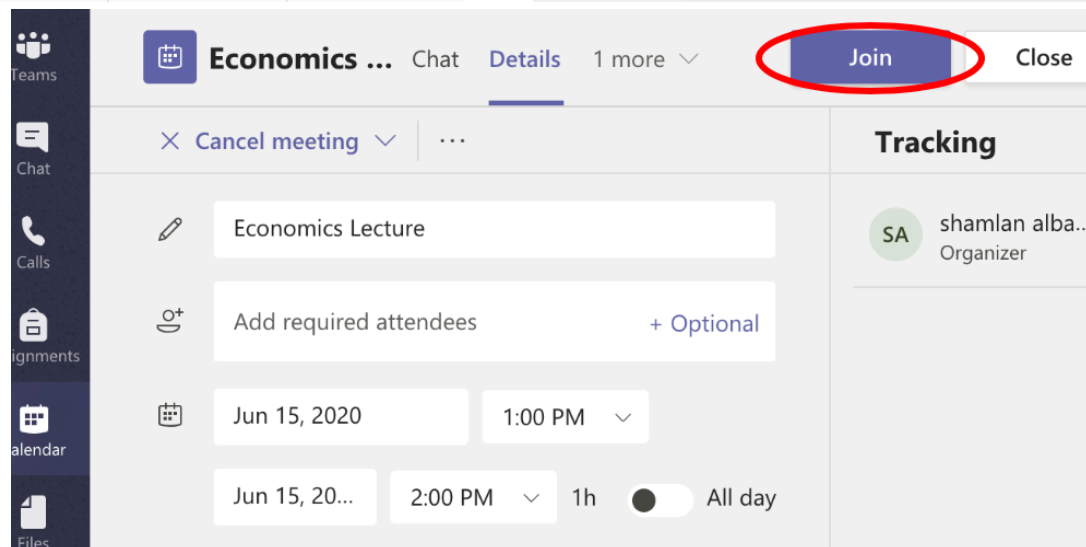 Teams
Chat
Calls
ignments
alendar
Files
Economics ... Chat Details 1 more Join Close
Cancel meeting ...
Tracking
Economics Lecture
SA shamlan alba..
Organizer
Add required attendees + Optional
Jun 15, 2020 1:00 PM
Jun 15, 20... 2:00 PM 1h All day